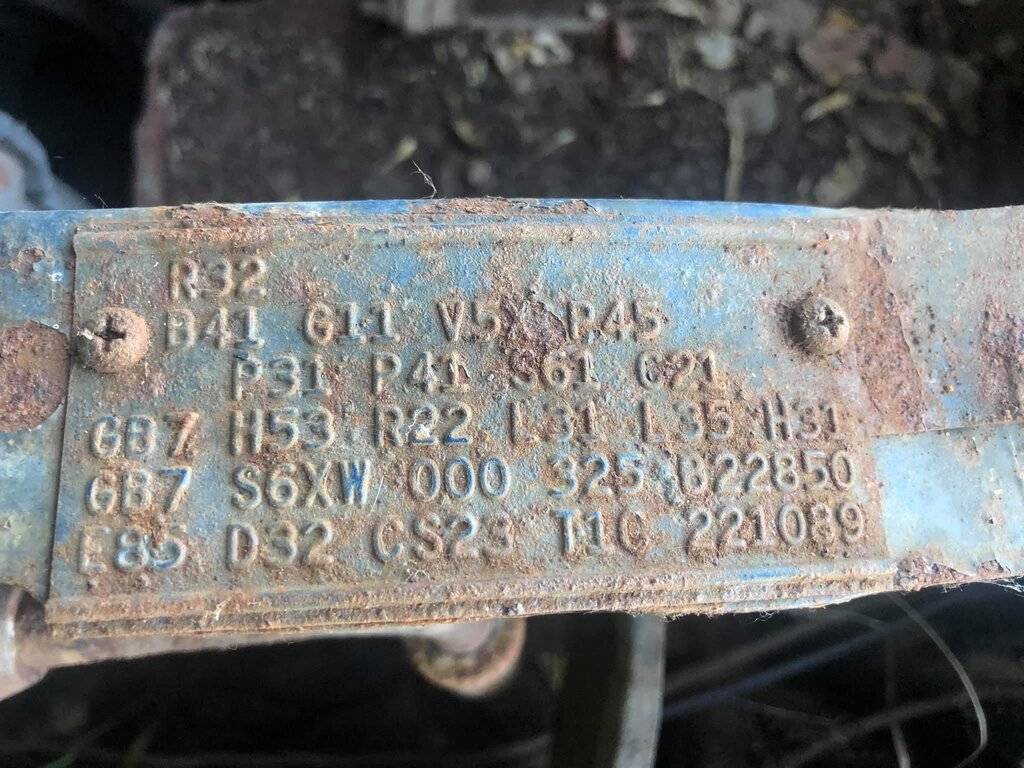 R32
B41 G11 V5X P45
P31 P41 S61 C21
GB7 H53 R22 L31 L35 H31
GB7 S6XW 000 325 B22850
E85 D32 CS23 T1C 221089